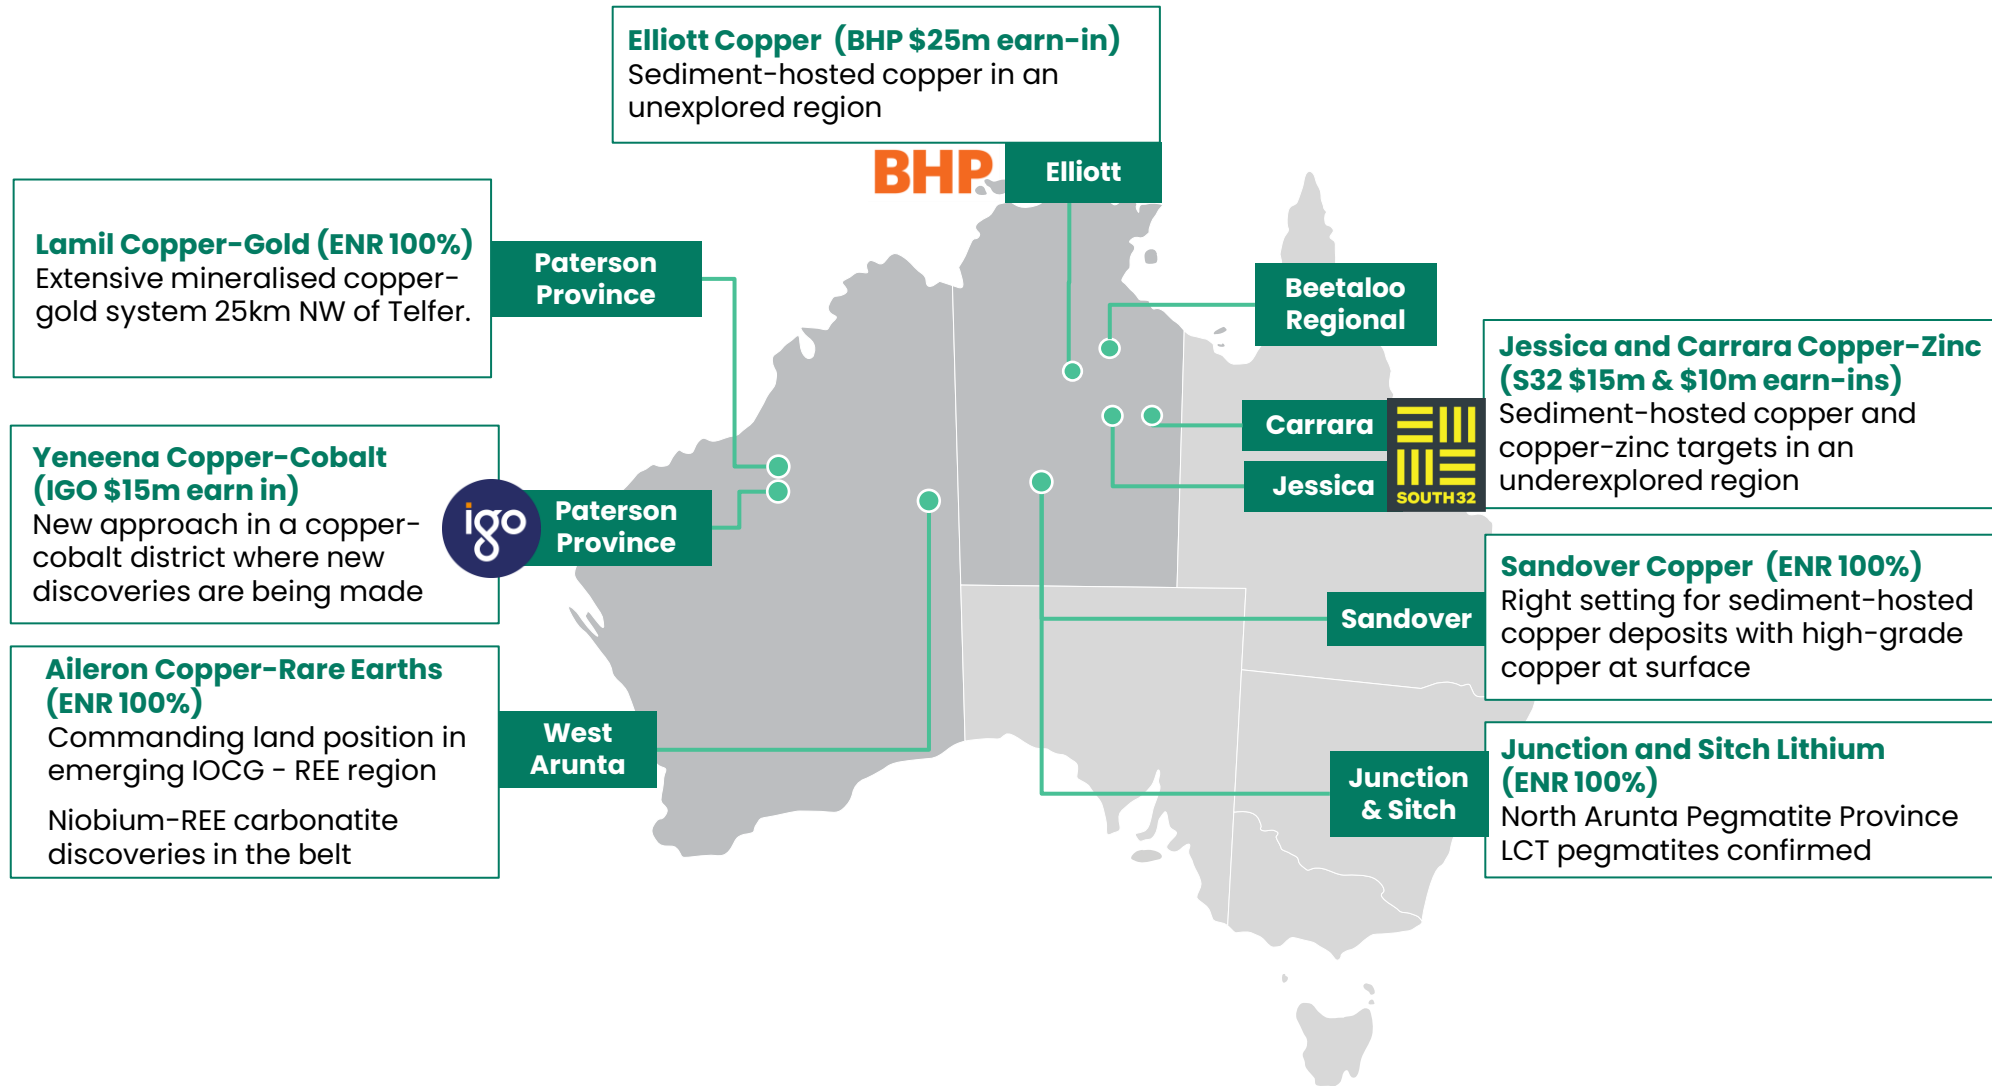 Elliott Copper (BHP $25m earn-in)
Sediment-hosted copper in an
unexplored region
BHP
Elliott
Lamil Copper-Gold (ENR 100%)
Extensive mineralised copper-
gold system 25km NW of Telfer.
Paterson
Province
Beetaloo
Regional
Jessica and Carrara Copper-Zinc
(S32 $15m & $10m earn-ins)
Sediment-hosted copper and
copper-zinc targets in an
underexplored region
Carrara
Jessica
SOUTH32
Yeneena Copper-Cobalt
(IGO $15m earn in)
New approach in a copper-
cobalt district where new
discoveries are being made
igo
Paterson
Province
Sandover Copper (ENR 100%)
Right setting for sediment-hosted
copper deposits with high-grade
copper at surface
Sandover
Aileron Copper-Rare Earths
(ENR 100%)
Commanding land position in
emerging IOCG - REE region
Niobium-REE carbonatite
discoveries in the belt
West
Arunta
Junction
& Sitch
Junction and Sitch Lithium
(ENR 100%)
North Arunta Pegmatite Province
LCT pegmatites confirmed